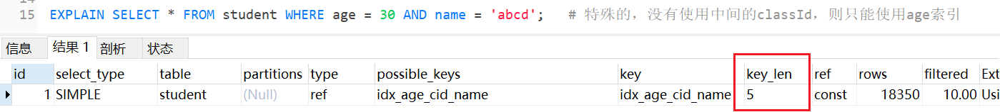 15 EXPLAIN SELECT * FROM student WHERE age = 30 AND name = 'abcd'; # 特殊的，没有使用中间的classId，则只能使用age索引
信息 结果 1 剖析 状态
id select_type table partitions type possible_keys key key_len ref rows filtered Ext
1 SIMPLE student (Null) ref idx_age_cid_name idx_age_cid_name 5 const 18350 10.00 Usi